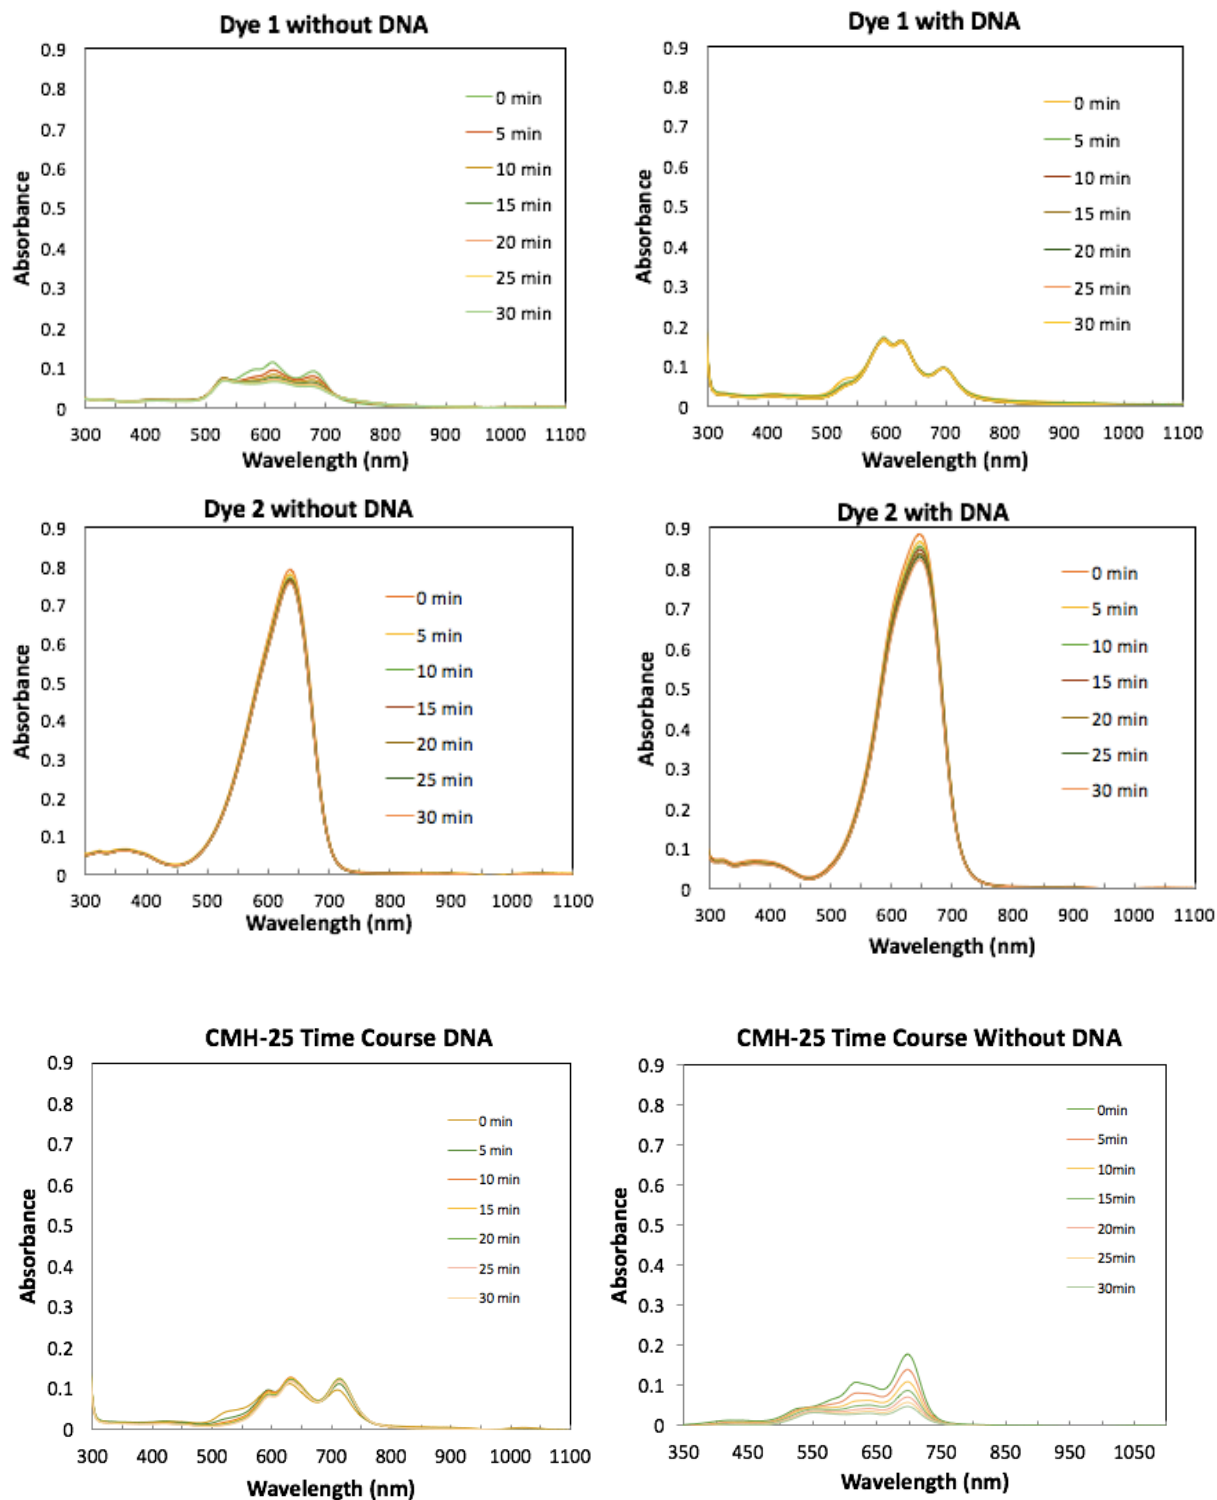 Dye 1 without DNA
0.9
0.8
0.7
0.6
0.5
0.4
0.3
0.2
0.1
0
Absorbance
0 min
5 min
10 min
15 min
20 min
25 min
30 min
300 400 500 600 700 800 900 1000 1100
Wavelength (nm)
Dye 1 with DNA
0.9
0.8
0.7
0.6
0.5
0.4
0.3
0.2
0.1
0
Absorbance
0 min
5 min
10 min
15 min
20 min
25 min
30 min
300 400 500 600 700 800 900 1000 1100
Wavelength (nm)
Dye 2 without DNA
0.9
0.8
0.7
0.6
0.5
0.4
0.3
0.2
0.1
0
Absorbance
0 min
5 min
10 min
15 min
20 min
25 min
30 min
300 400 500 600 700 800 900 1000 1100
Wavelength (nm)
Dye 2 with DNA
0.9
0.8
0.7
0.6
0.5
0.4
0.3
0.2
0.1
0
Absorbance
0 min
5 min
10 min
15 min
20 min
25 min
30 min
300 400 500 600 700 800 900 1000 1100
Wavelength (nm)
CMH-25 Time Course DNA
0.9
0.8
0.7
0.6
0.5
0.4
0.3
0.2
0.1
0
Absorbance
0 min
5 min
10 min
15 min
20 min
25 min
30 min
300 400 500 600 700 800 900 1000 1100
Wavelength (nm)
CMH-25 Time Course Without DNA
0.9
0.8
0.7
0.6
0.5
0.4
0.3
0.2
0.1
0
Absorbance
0min
5min
10min
15min
20min
25min
30min
350 450 550 650 750 850 950 1050
Wavelength (nm)